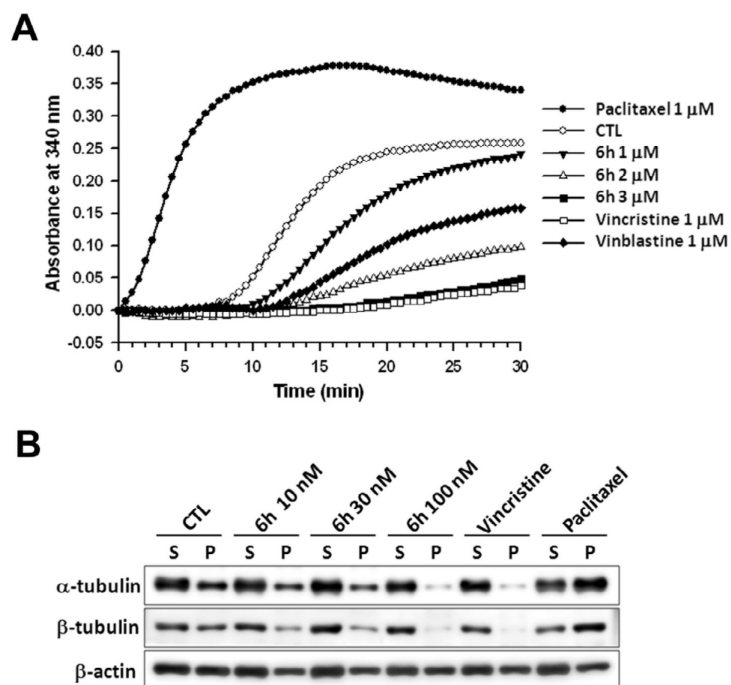 A
0.40
0.35
0.30
0.25
0.20
0.15
0.10
0.05
0.00
-0.05
Absorbance at 340 nm
0 5 10 15 20 25 30
Time (min)
Paclitaxel 1 μM
CTL
6h 1 μM
6h 2 μM
6h 3 μM
Vincristine 1 μM
Vinblastine 1 μM
B
CTL 6h 10 nM 6h 30 nM 6h 100 nM Vincristine Paclitaxel
S P S P S P S P S P S P
α-tubulin
β-tubulin
β-actin